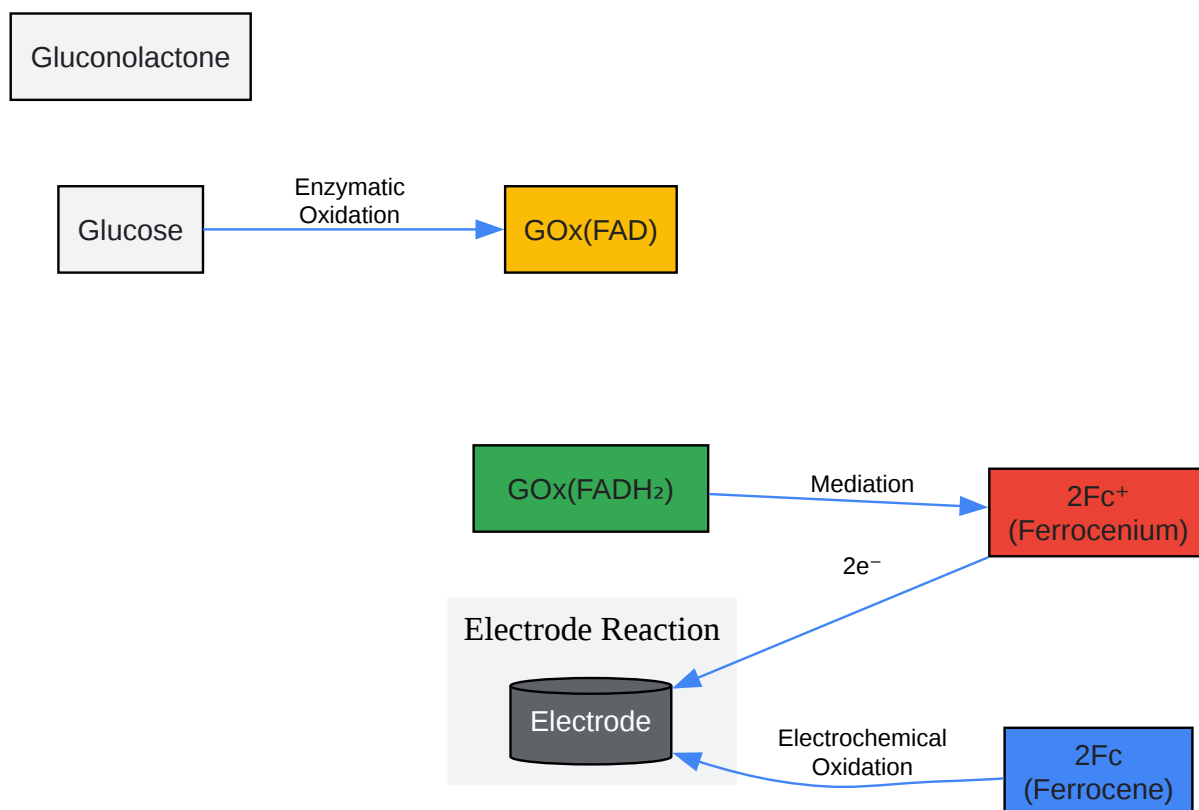 Gluconolactone
Enzymatic
Oxidation
Glucose
GOx(FAD)
GOx(FADH₂)
Mediation
2Fc⁺
(Ferrocenium)
2e⁻
Electrode Reaction
Electrode
Electrochemical
Oxidation
2Fc
(Ferrocene)